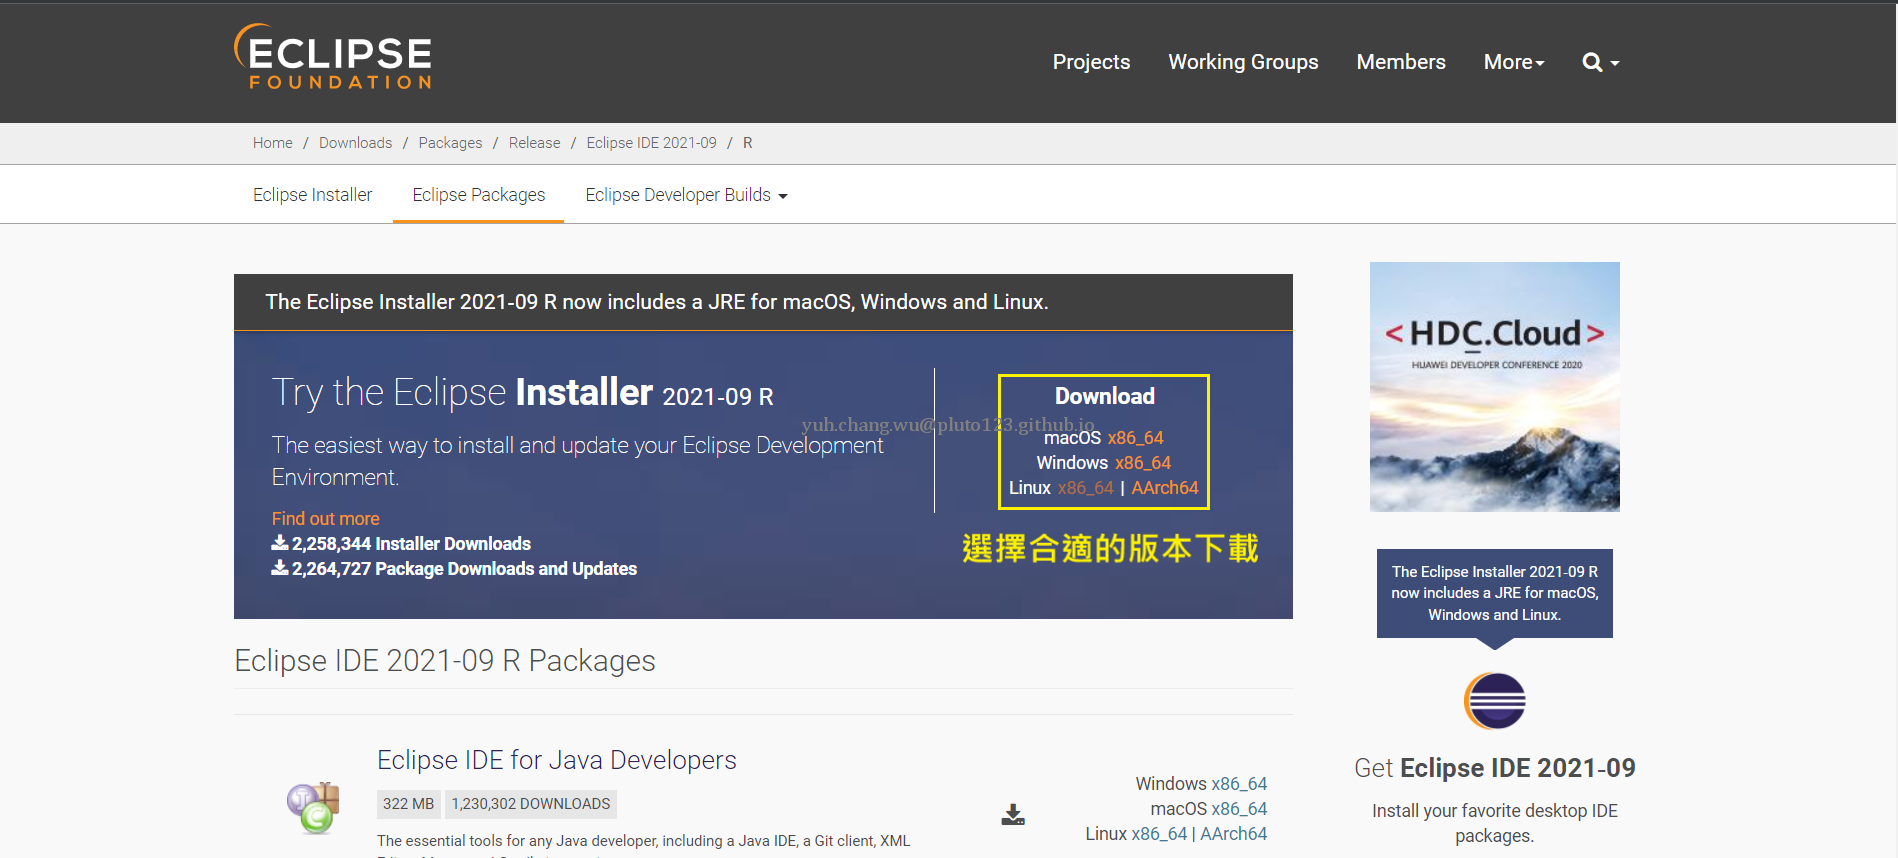 ECLIPSE
FOUNDATION
Projects Working Groups Members More
Home / Downloads / Packages / Release / Eclipse IDE 2021-09 / R
Eclipse Installer Eclipse Packages Eclipse Developer Builds
The Eclipse Installer 2021-09 R now includes a JRE for macOS, Windows and Linux.
Try the Eclipse Installer 2021-09 R
The easiest way to install and update your Eclipse Development
Environment.
Find out more
2,258,344 Installer Downloads
2,264,727 Package Downloads and Updates
Download
yuh.chang.wu@pluto123.github.io
macOS x86_64
Windows x86_64
Linux x86_64 | AArch64
選擇合適的版本下載
<HDC.Cloud>
HUAWEI DEVELOPER CONFERENCE 2020
The Eclipse Installer 2021-09 R
now includes a JRE for macOS,
Windows and Linux.
Get Eclipse IDE 2021-09
Install your favorite desktop IDE
packages.
Eclipse IDE 2021-09 R Packages
Eclipse IDE for Java Developers
322 MB 1,230,302 DOWNLOADS
The essential tools for any Java developer, including a Java IDE, a Git client, XML
Windows x86_64
macOS x86_64
Linux x86_64 | AArch64